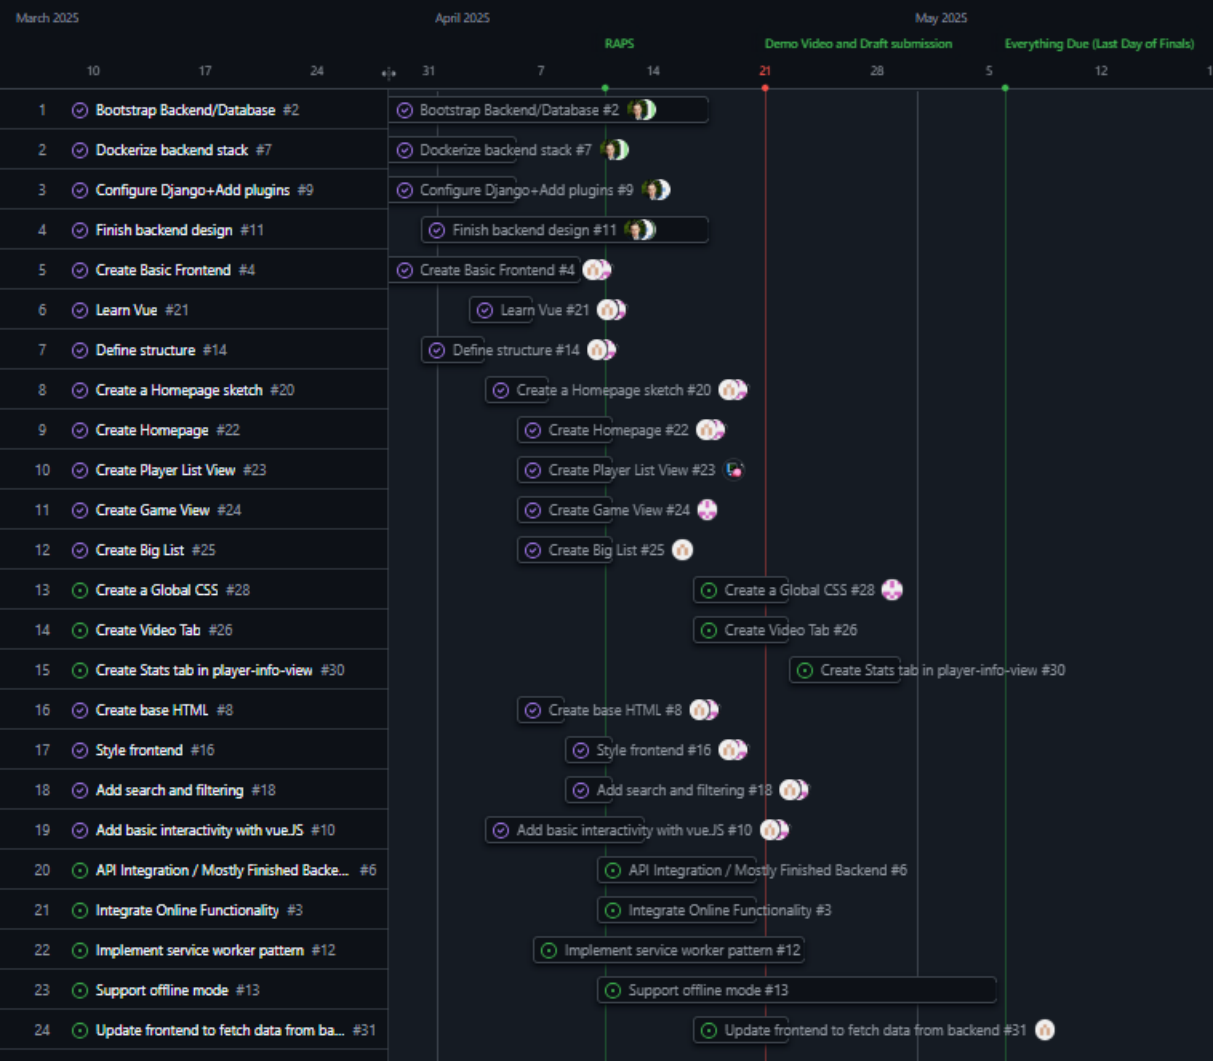 March 2025 April 2025 May 2025
RAPS Demo Video and Draft submission Everything Due (Last Day of Finals)
10 17 24 31 7 14 21 28 5 12 1
1 Bootstrap Backend/Database #2 Bootstrap Backend/Database #2
2 Dockerize backend stack #7 Dockerize backend stack #7
3 Configure Django+Add plugins #9 Configure Django+Add plugins #9
4 Finish backend design #11 Finish backend design #11
5 Create Basic Frontend #4 Create Basic Frontend #4
6 Learn Vue #21 Learn Vue #21
7 Define structure #14 Define structure #14
8 Create a Homepage sketch #20 Create a Homepage sketch #20
9 Create Homepage #22 Create Homepage #22
10 Create Player List View #23 Create Player List View #23
11 Create Game View #24 Create Game View #24
12 Create Big List #25 Create Big List #25
13 Create a Global CSS #28 Create a Global CSS #28
14 Create Video Tab #26 Create Video Tab #26
15 Create Stats tab in player-info-view #30 Create Stats tab in player-info-view #30
16 Create base HTML #8 Create base HTML #8
17 Style frontend #16 Style frontend #16
18 Add search and filtering #18 Add search and filtering #18
19 Add basic interactivity with vue.JS #10 Add basic interactivity with vue.JS #10
20 API Integration / Mostly Finished Backe... #6 API Integration / Mostly Finished Backend #6
21 Integrate Online Functionality #3 Integrate Online Functionality #3
22 Implement service worker pattern #12 Implement service worker pattern #12
23 Support offline mode #13 Support offline mode #13
24 Update frontend to fetch data from ba... #31 Update frontend to fetch data from backend #31